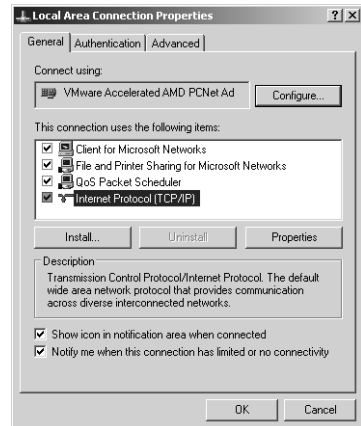 Local Area Connection Properties
General Authentication Advanced
Connect using:
VMware Accelerated AMD PCNet Ad Configure...
This connection uses the following items:
Client for Microsoft Networks
File and Printer Sharing for Microsoft Networks
QoS Packet Scheduler
Internet Protocol (TCP/IP)
Install... Uninstall Properties
Description
Transmission Control Protocol/Internet Protocol. The default
wide area network protocol that provides communication
across diverse interconnected networks.
Show icon in notification area when connected
Notify me when this connection has limited or no connectivity
OK Cancel